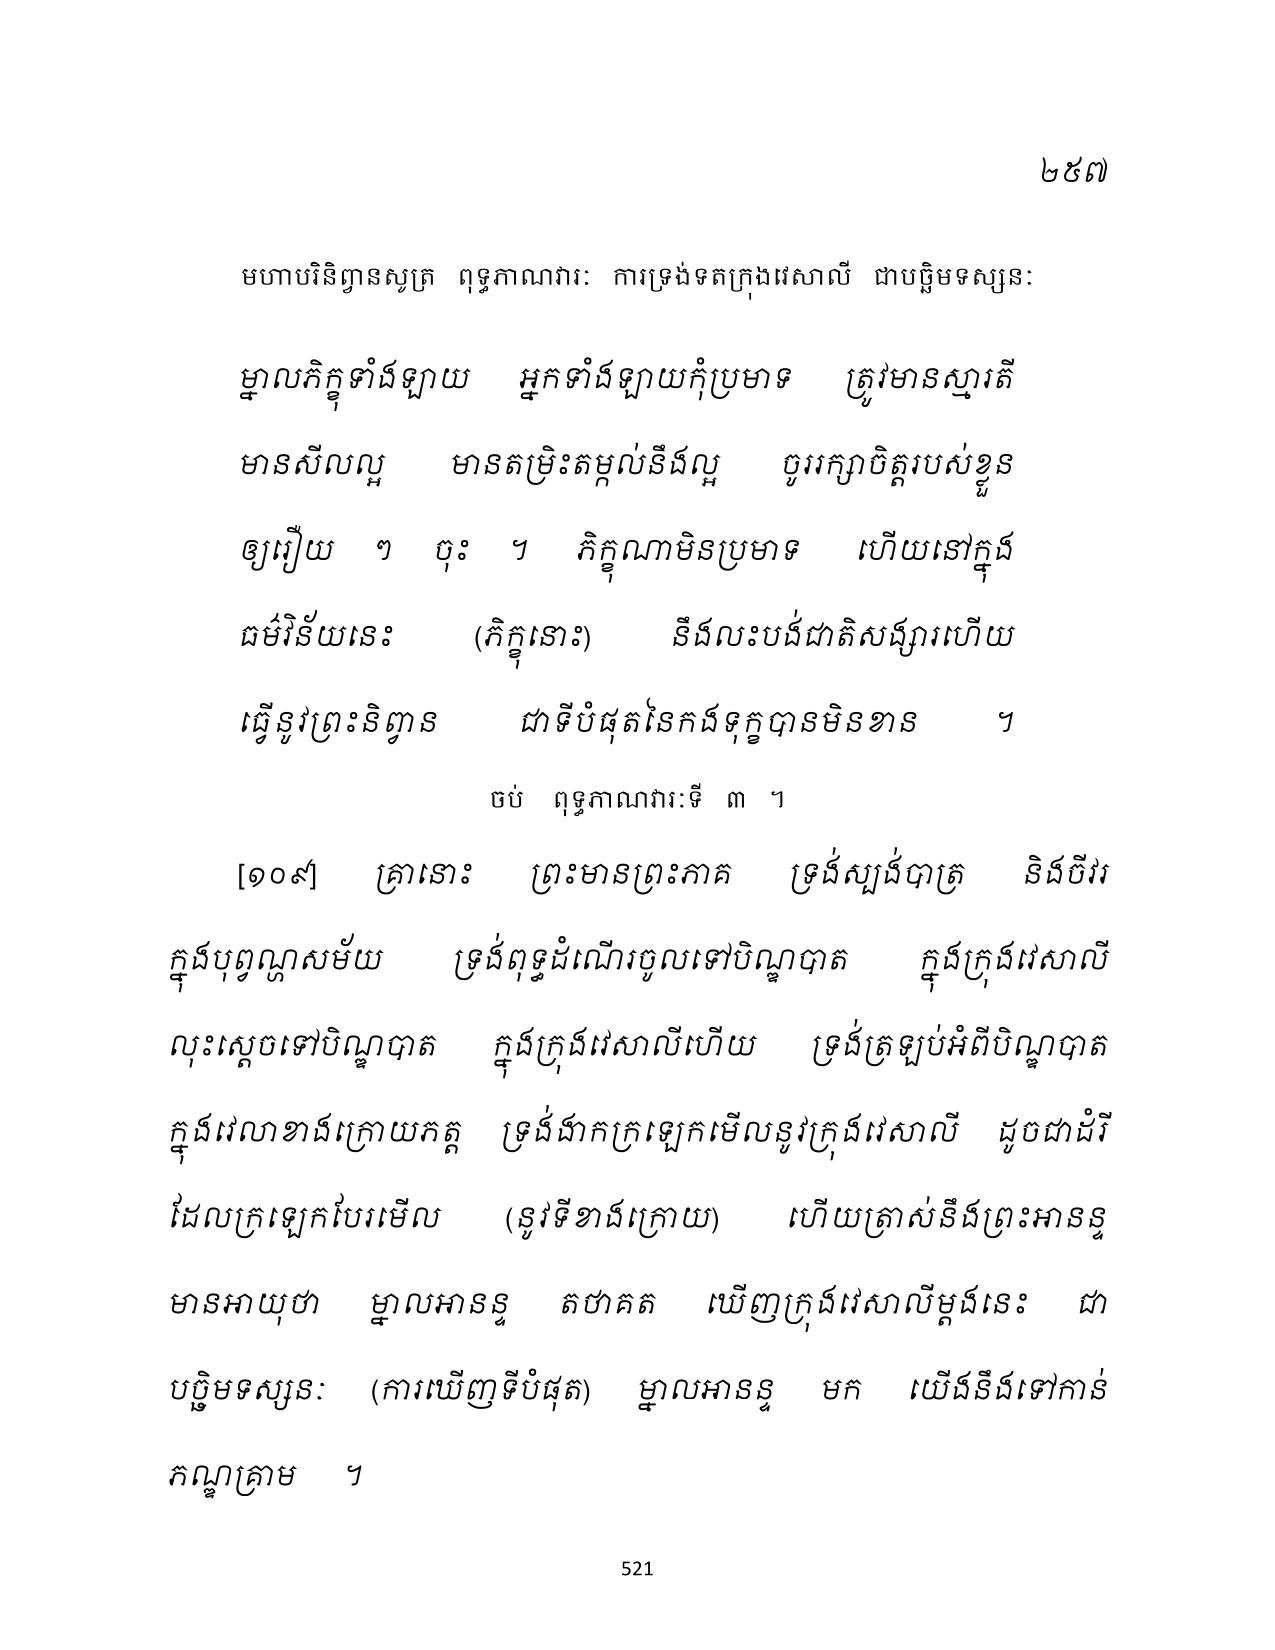 ២៥៧
មហាបរិនិព្វានសូត្រ ពុទ្ធភាណវារៈ ការទ្រង់ទតក្រុងវេសាលី ជាបច្ឆិមទស្សនៈ
ម្នាលភិក្ខុទាំងឡាយ អ្នកទាំងឡាយកុំប្រមាទ ត្រូវមានស្មារតី
មានសីលល្អ មានតម្រិះតម្កល់នឹងល្អ ចូររក្សាចិត្តរបស់ខ្លួន
ឲ្យរឿយ ៗ ចុះ ។ ភិក្ខុណាមិនប្រមាទ ហើយនៅក្នុង
ធម៌វិន័យនេះ (ភិក្ខុនោះ) នឹងលះបង់ជាតិសង្សារហើយ
ធ្វើនូវព្រះនិព្វាន ជាទីបំផុតនៃកងទុក្ខបានមិនខាន ។
ចប់ ពុទ្ធភាណវារៈទី ៣ ។
[១០៩] គ្រានោះ ព្រះមានព្រះភាគ ទ្រង់ស្បង់បាត្រ និងចីវរ
ក្នុងបុព្វណ្ហសម័យ ទ្រង់ពុទ្ធដំណើរចូលទៅបិណ្ឌបាត ក្នុងក្រុងវេសាលី
លុះស្តេចទៅបិណ្ឌបាត ក្នុងក្រុងវេសាលីហើយ ទ្រង់ត្រឡប់អំពីបិណ្ឌបាត
ក្នុងវេលាខាងក្រោយភត្ត ទ្រង់ងាកក្រឡេកមើលនូវក្រុងវេសាលី ដូចជាដំរី
ដែលក្រឡេកបែរមើល (នូវទីខាងក្រោយ) ហើយត្រាស់នឹងព្រះអានន្ទ
មានអាយុថា ម្នាលអានន្ទ តថាគត ឃើញក្រុងវេសាលីម្តងនេះ ជា
បច្ឆិមទស្សនៈ (ការឃើញទីបំផុត) ម្នាលអានន្ទ មក យើងនឹងទៅកាន់
ភណ្ឌគ្រាម ។
521